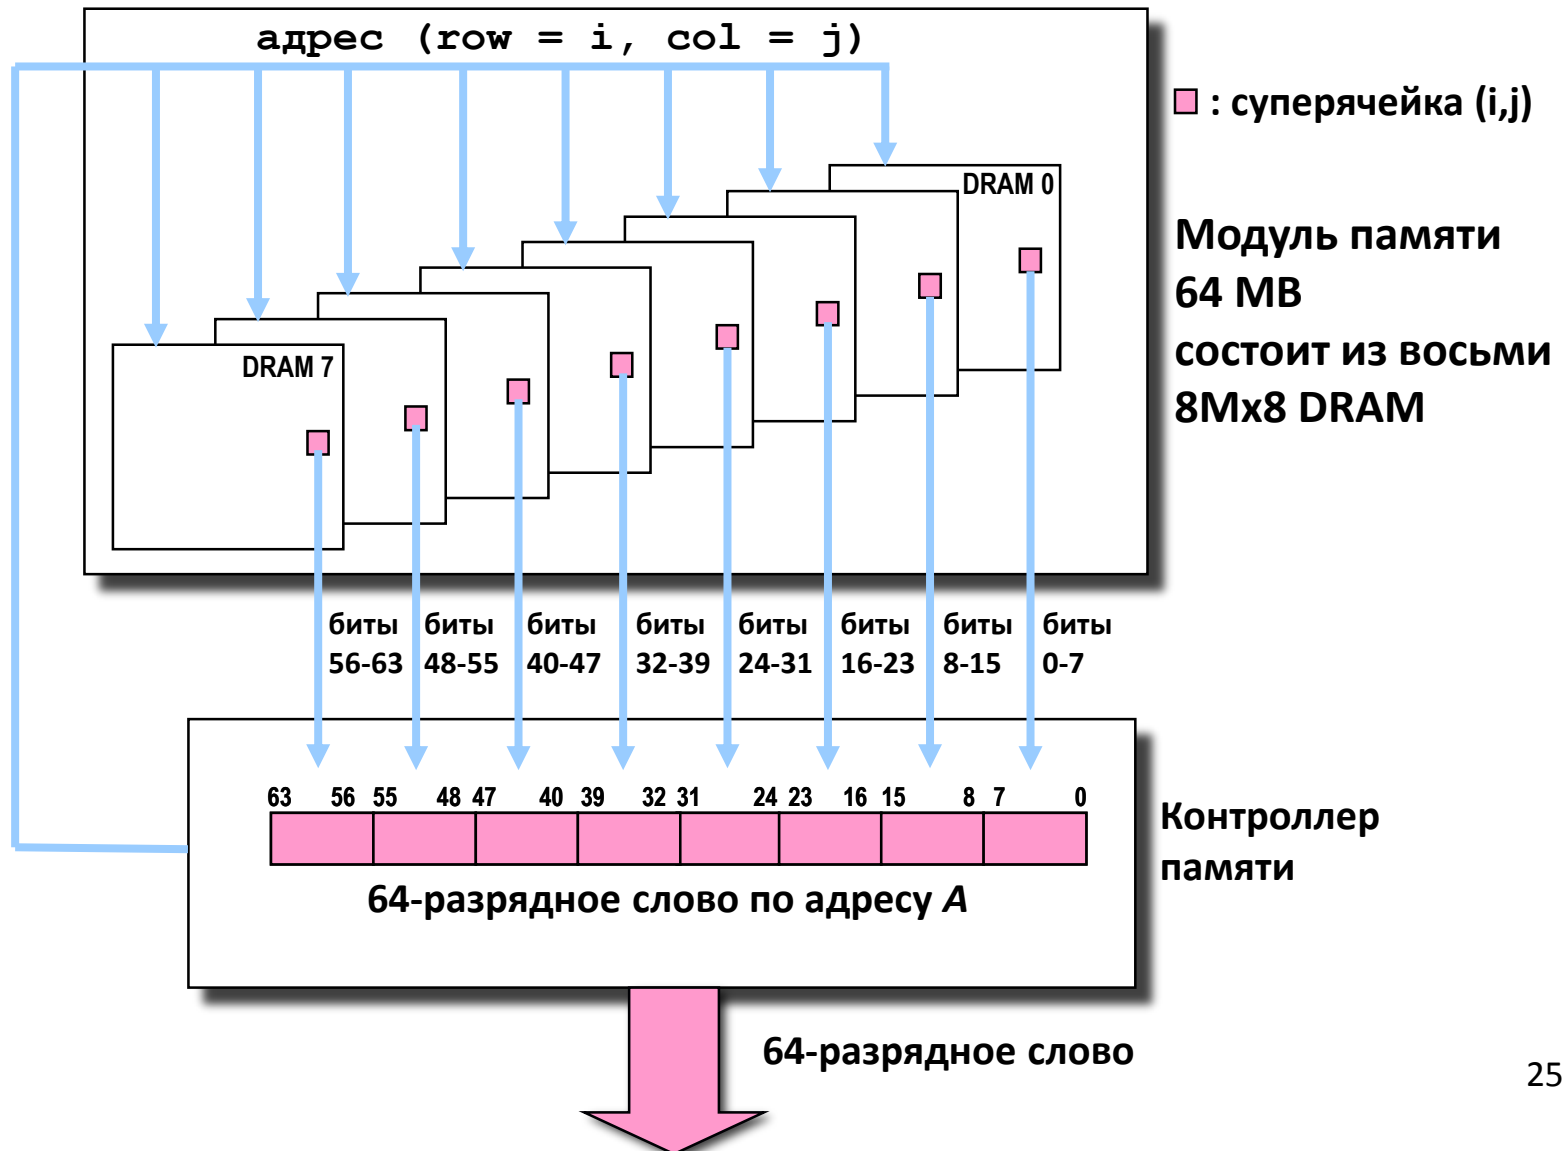 адрес (row = i, col = j)
: суперячейка (i,j)
DRAM 0
Модуль памяти
64 MB
состоит из восьми
8Mx8 DRAM
DRAM 7
биты биты биты биты биты биты биты биты
56-63 48-55 40-47 32-39 24-31 16-23 8-15 0-7
63 56 55 48 47 40 39 32 31 24 23 16 15 8 7 0
Контроллер
памяти
64-разрядное слово по адресу A
64-разрядное слово
25